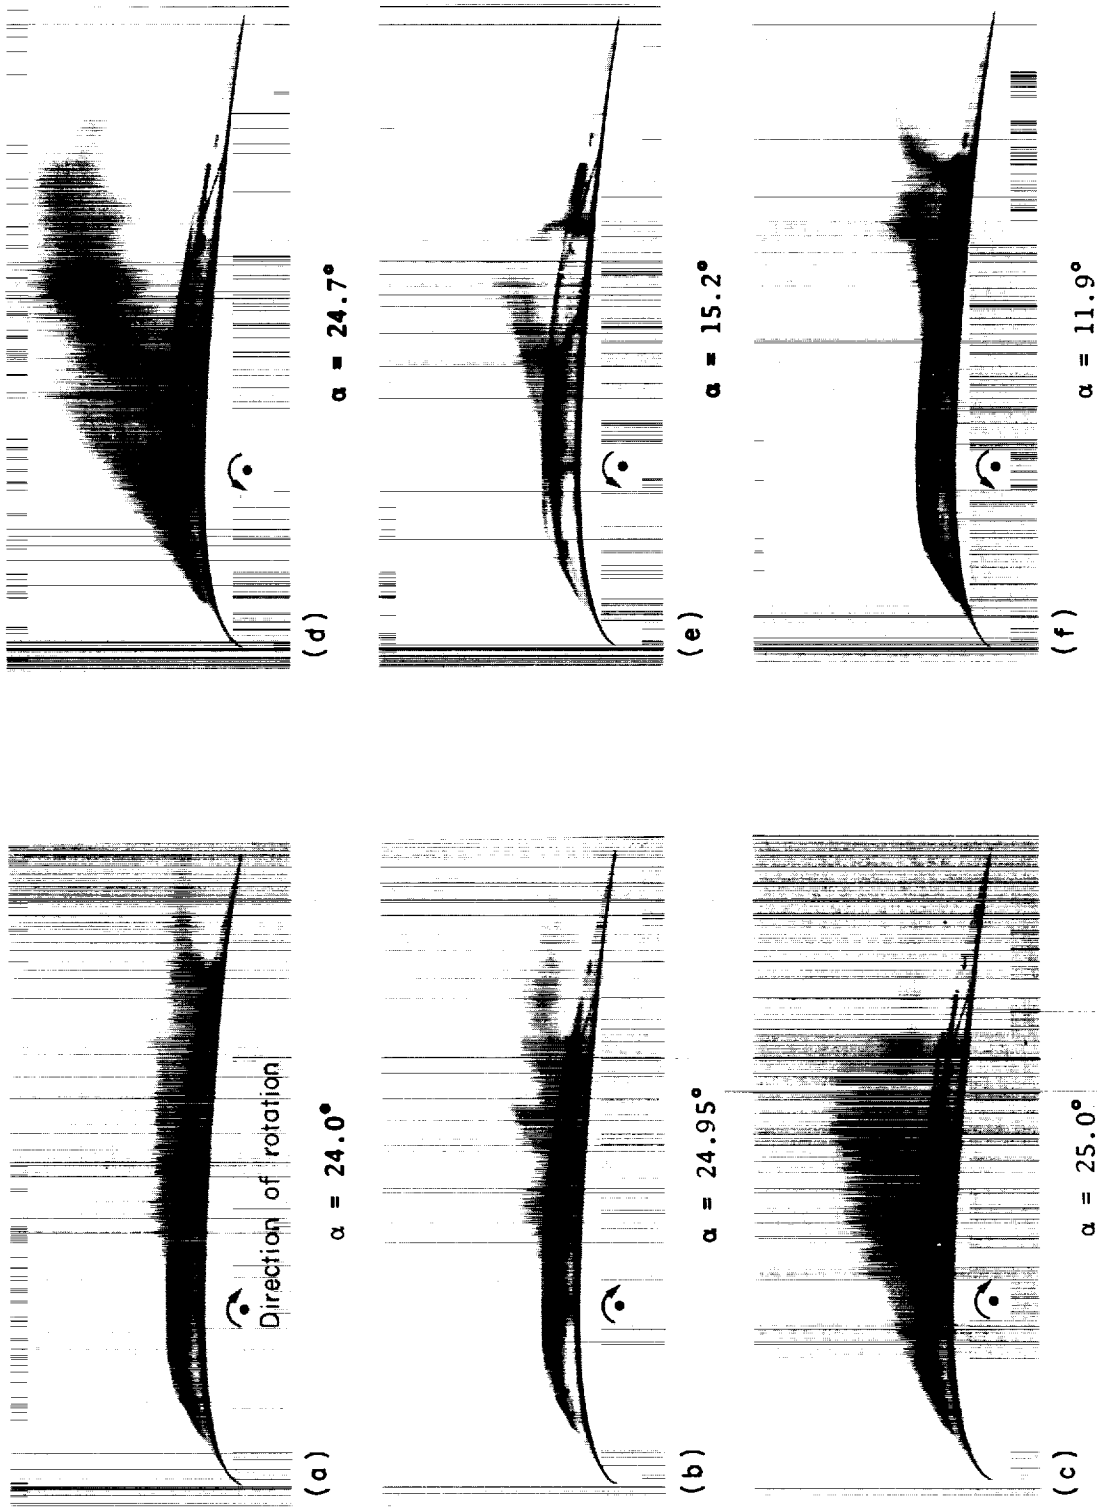 Direction of rotation
α = 24.0°
(a)
α = 24.95°
(b)
α = 25.0°
(c)
α = 24.7°
(d)
α = 15.2°
(e)
α = 11.9°
(f)